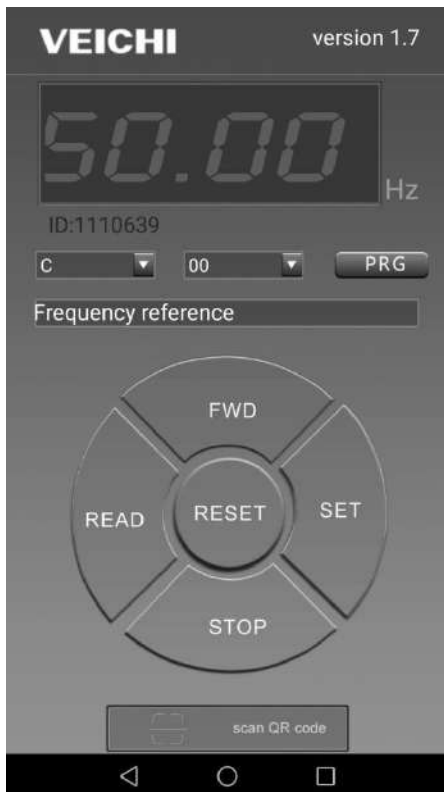 VEICHI version 1.7
50.00 Hz
ID:1110639
C 00 PRG
Frequency reference
FWD
READ RESET SET
STOP
scan QR code